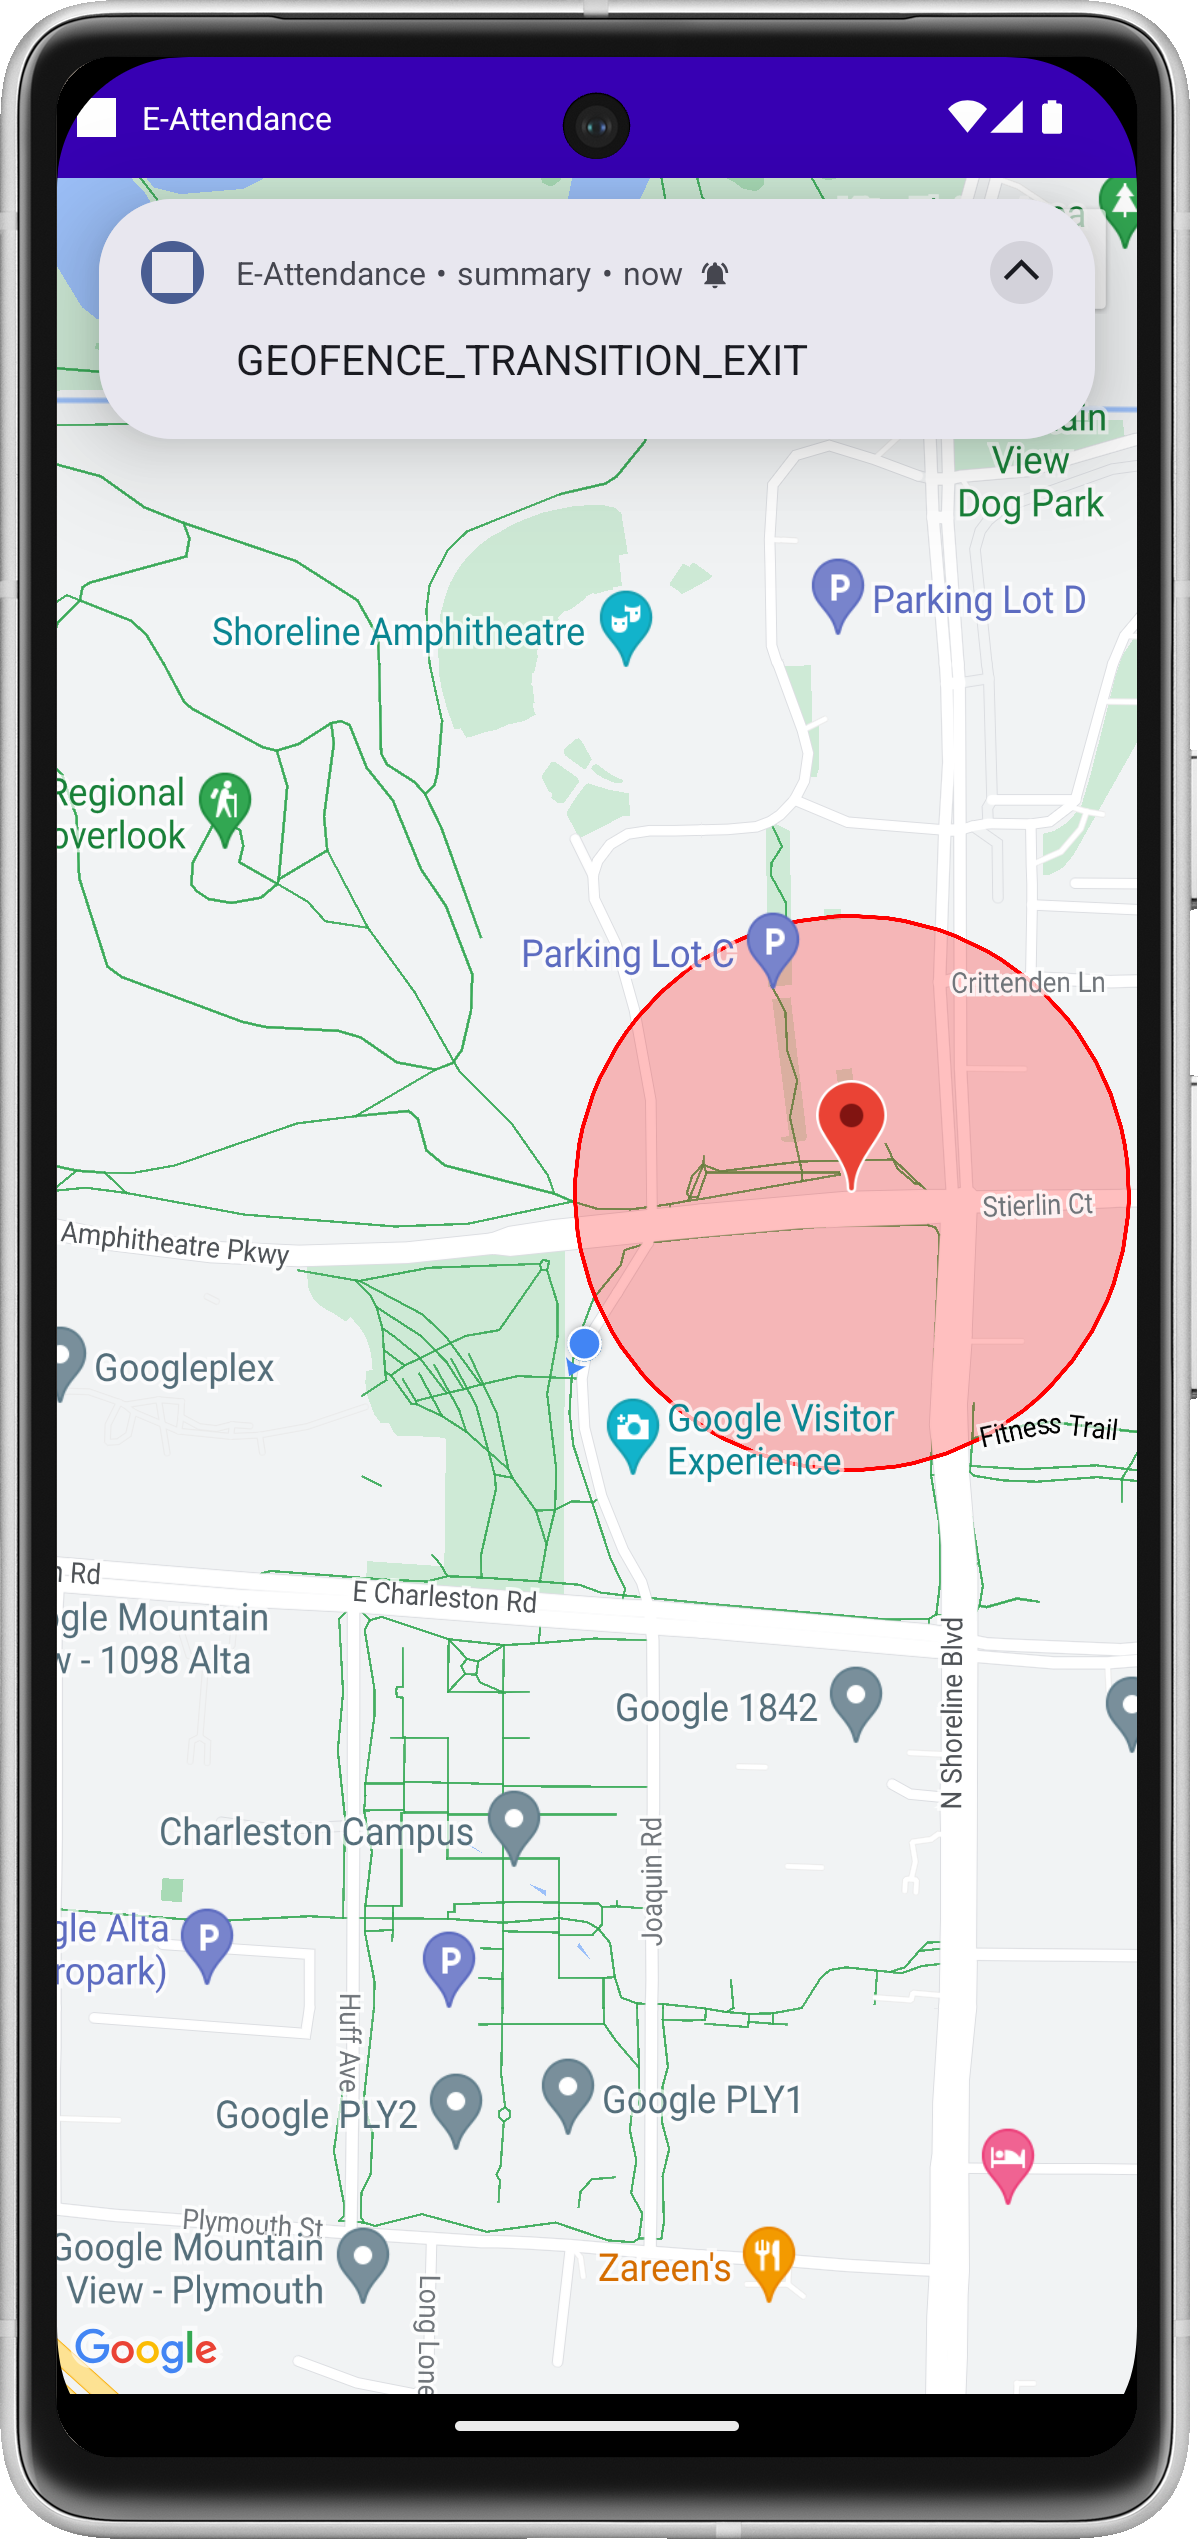 E-Attendance
E-Attendance • summary • now
GEOFENCE_TRANSITION_EXIT
View
Dog Park
P
Parking Lot D
Shoreline Amphitheatre
Regional
overlook
Parking Lot C
P
Crittenden Ln
Stierlin Ct
Amphitheatre Pkwy
Googleplex
Google Visitor
Experience
Fitness Trail
Rd
E Charleston Rd
Mountain
- 1098 Alta
Google 1842
N Shoreline Blvd
Charleston Campus
Joaquin Rd
Alta
P
P
Huff Ave
Google PLY2
Google PLY1
Plymouth St
Google Mountain
View - Plymouth
Zareen's
Long Lone
Google